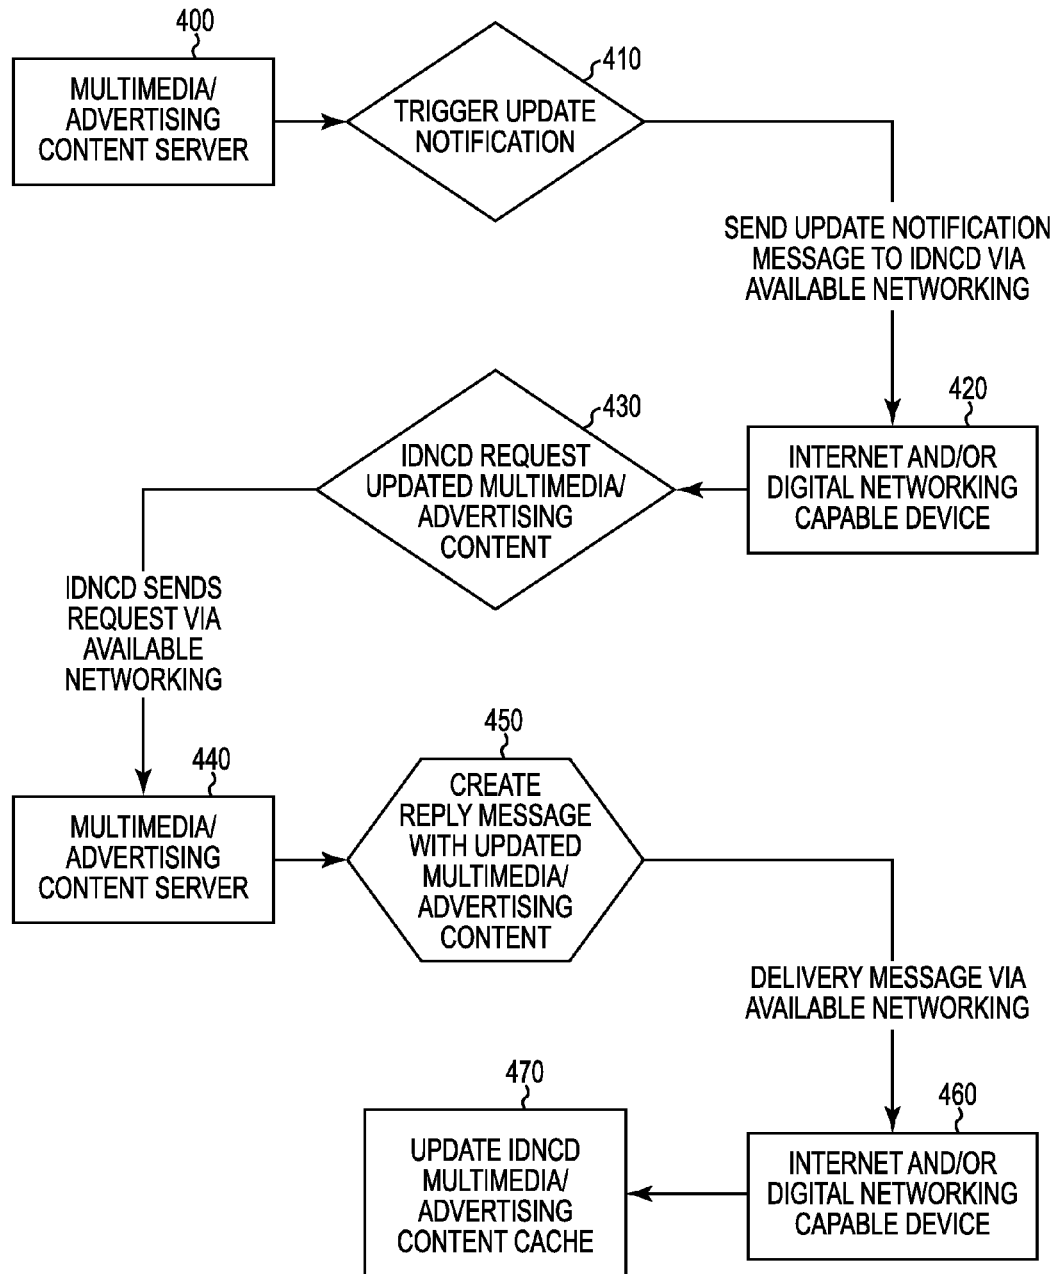 400
MULTIMEDIA/
ADVERTISING
CONTENT SERVER
410
TRIGGER UPDATE
NOTIFICATION
SEND UPDATE NOTIFICATION
MESSAGE TO IDNCD VIA
AVAILABLE NETWORKING
420
INTERNET AND/OR
DIGITAL NETWORKING
CAPABLE DEVICE
430
IDNCD REQUEST
UPDATED MULTIMEDIA/
ADVERTISING
CONTENT
IDNCD SENDS
REQUEST VIA
AVAILABLE
NETWORKING
440
MULTIMEDIA/
ADVERTISING
CONTENT SERVER
450
CREATE
REPLY MESSAGE
WITH UPDATED
MULTIMEDIA/
ADVERTISING
CONTENT
DELIVERY MESSAGE VIA
AVAILABLE NETWORKING
460
INTERNET AND/OR
DIGITAL NETWORKING
CAPABLE DEVICE
470
UPDATE IDNCD
MULTIMEDIA/
ADVERTISING
CONTENT CACHE